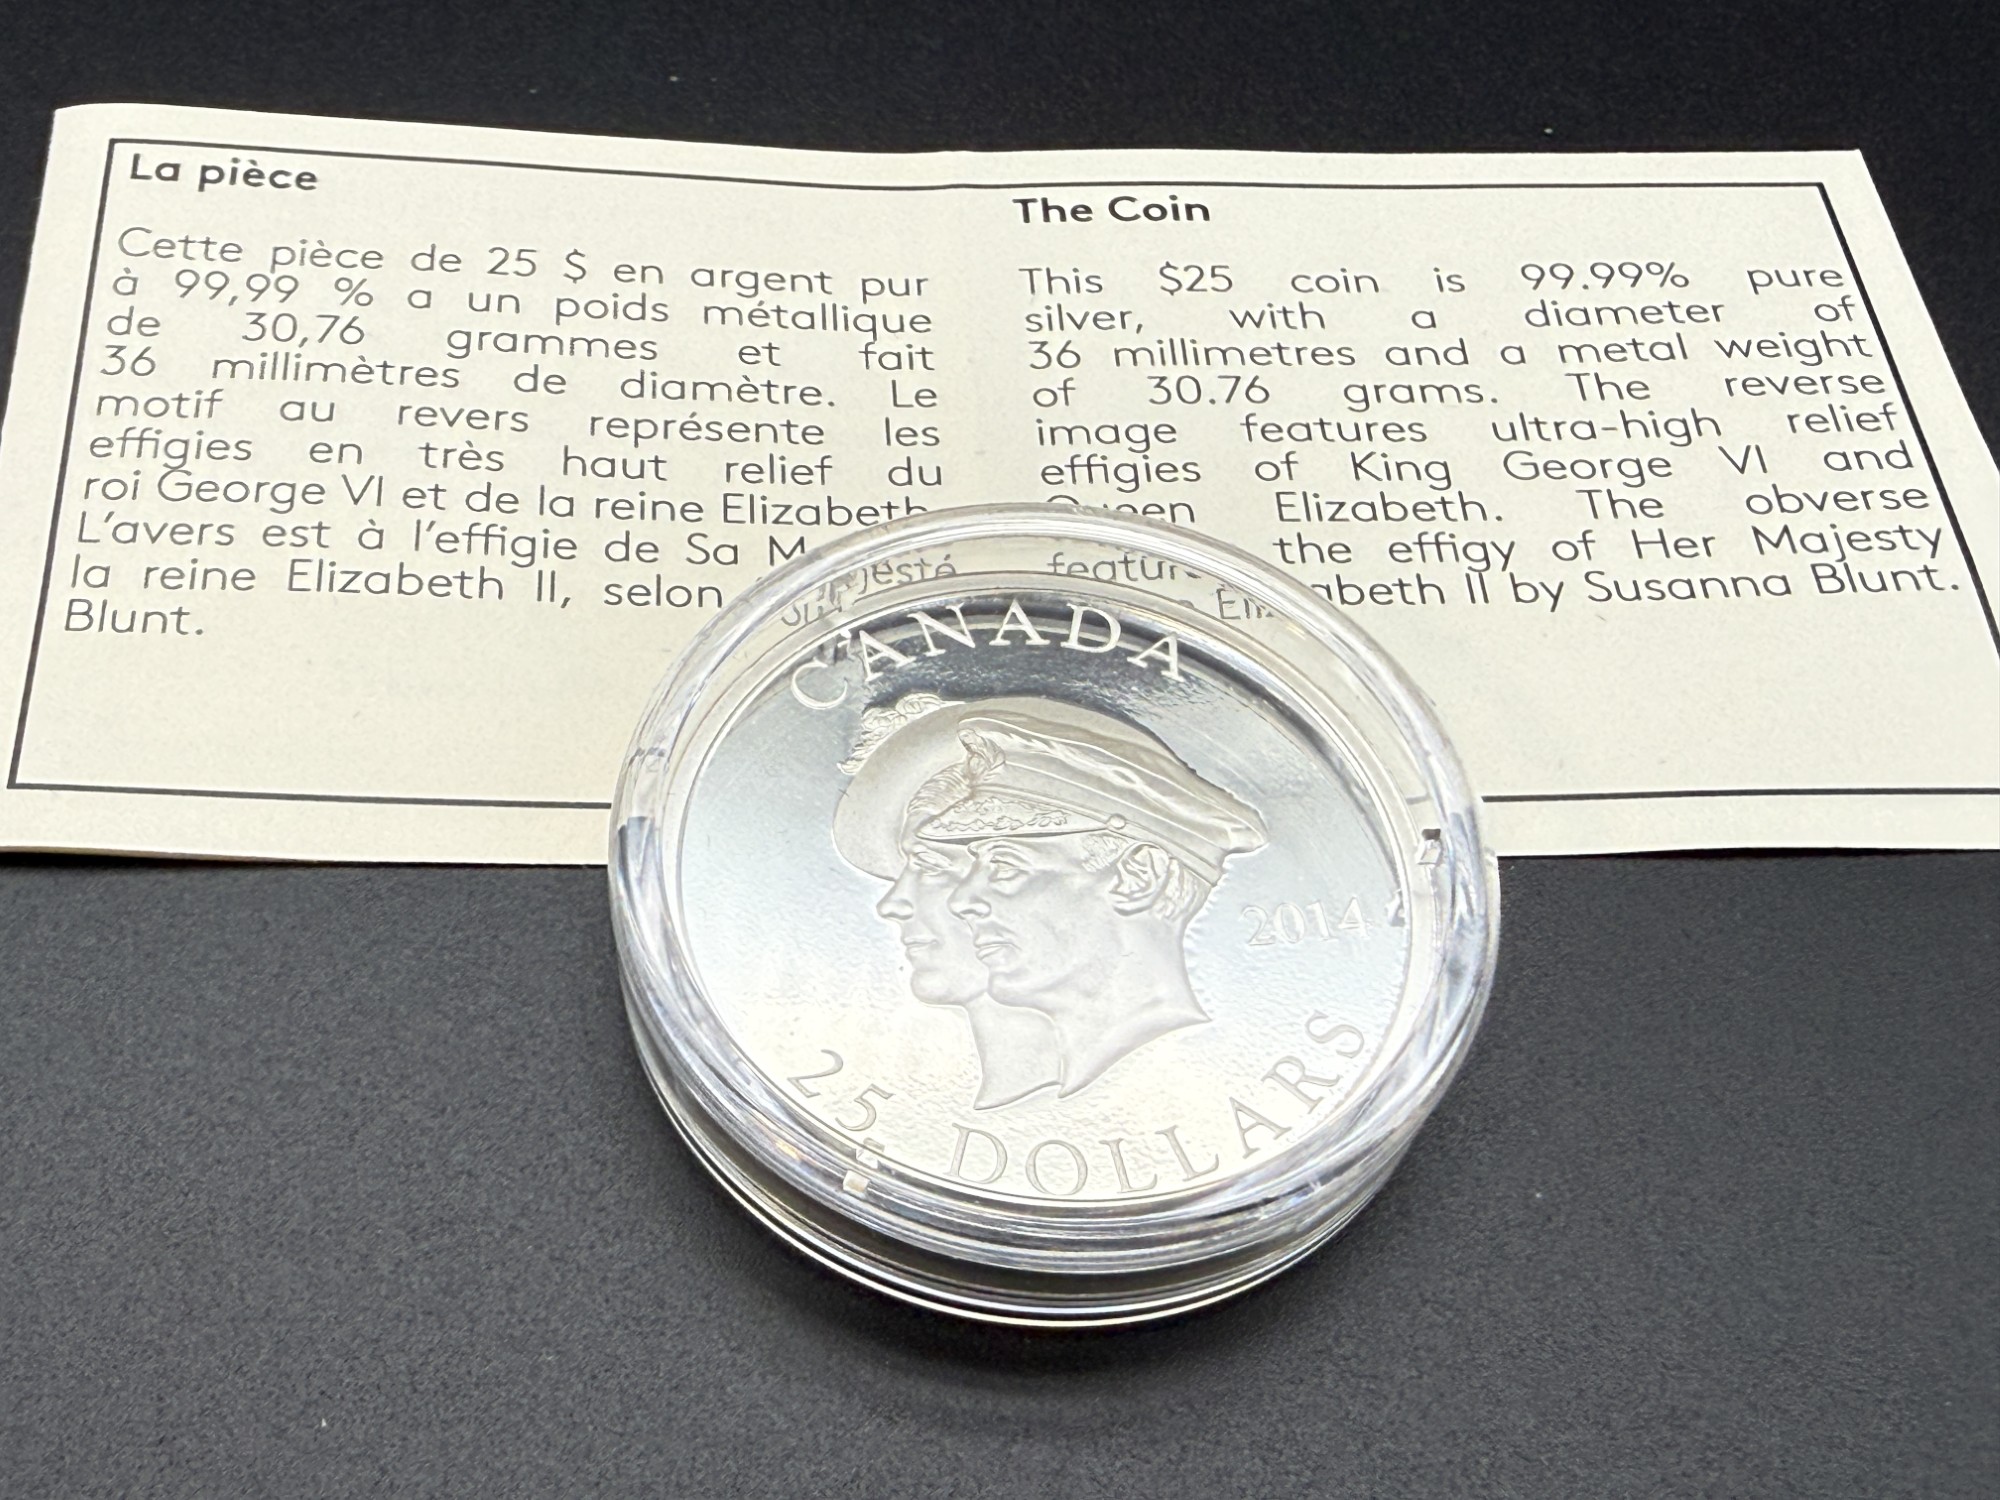 La pièce
Cette pièce de 25 $ en argent pur
à 99,99 % a un poids métallique
de 30,76 grammes et fait
36 millimètres de diamètre. Le
motif au revers représente les
effigies en très haut relief du
roi George VI et de la reine Elizabeth
L'avers est à l'effigie de Sa Majesté
la reine Elizabeth II, selon
Blunt.
The Coin
This $25 coin is 99.99% pure
silver, with a diameter of
36 millimetres and a metal weight
of 30.76 grams. The reverse
image features ultra-high relief
effigies of King George VI and
Queen Elizabeth. The obverse
the effigy of Her Majesty
Elizabeth II by Susanna Blunt.
CANADA
2014
25 DOLLARS